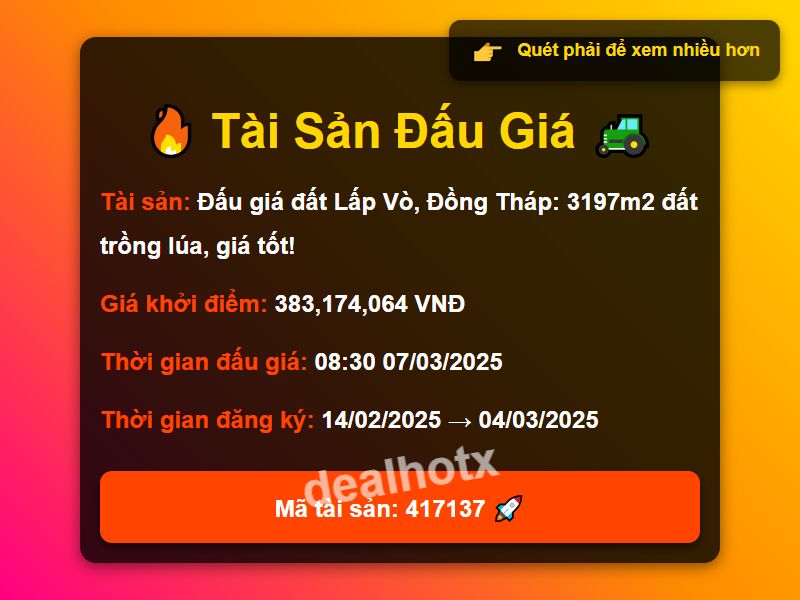 Quét phải để xem nhiều hơn
Tài Sản Đấu Giá
Tài sản: Đấu giá đất Lấp Vò, Đồng Tháp: 3197m2 đất
trồng lúa, giá tốt!
Giá khởi điểm: 383,174,064 VNĐ
Thời gian đấu giá: 08:30 07/03/2025
Thời gian đăng ký: 14/02/2025 → 04/03/2025
dealhotx
Mã tài sản: 417137